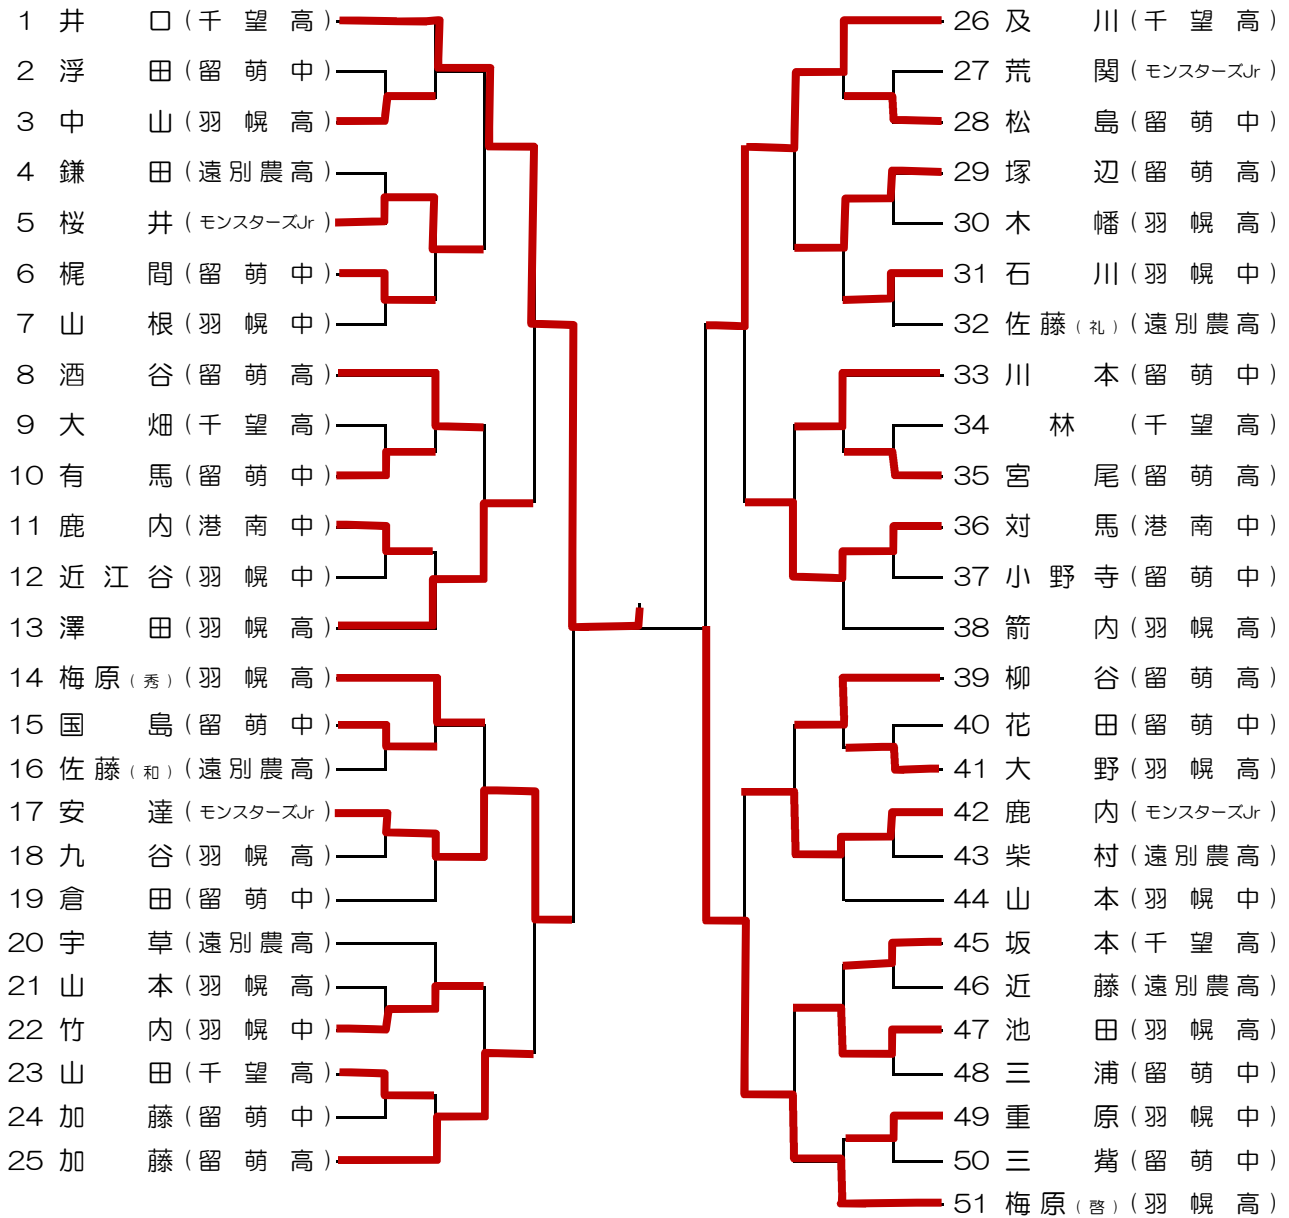 1 井口(千望高)
2 浮田(留萌中)
3 中山(羽幌高)
4 鎌田(遠別農高)
5 桜井(モンスターズJr)
6 梶間(留萌中)
7 山根(羽幌中)
8 酒谷(留萌高)
9 大畑(千望高)
10 有馬(留萌中)
11 鹿内(港南中)
12 近江谷(羽幌中)
13 澤田(羽幌高)
14 梅原(秀)(羽幌高)
15 国島(留萌中)
16 佐藤(和)(遠別農高)
17 安達(モンスターズJr)
18 九谷(羽幌高)
19 倉田(留萌中)
20 宇草(遠別農高)
21 山本(羽幌高)
22 竹内(羽幌中)
23 山田(千望高)
24 加藤(留萌中)
25 加藤(留萌高)
26 及川(千望高)
27 荒関(モンスターズJr)
28 松島(留萌中)
29 塚辺(留萌高)
30 木幡(羽幌高)
31 石川(羽幌中)
32 佐藤(礼)(遠別農高)
33 川本(留萌中)
34 林(千望高)
35 宮尾(留萌高)
36 対馬(港南中)
37 小野寺(留萌中)
38 箭内(羽幌高)
39 柳谷(留萌高)
40 花田(留萌中)
41 大野(羽幌高)
42 鹿内(モンスターズJr)
43 柴村(遠別農高)
44 山本(羽幌中)
45 坂本(千望高)
46 近藤(遠別農高)
47 池田(羽幌高)
48 三浦(留萌中)
49 重原(羽幌中)
50 三觜(留萌中)
51 梅原(啓)(羽幌高)